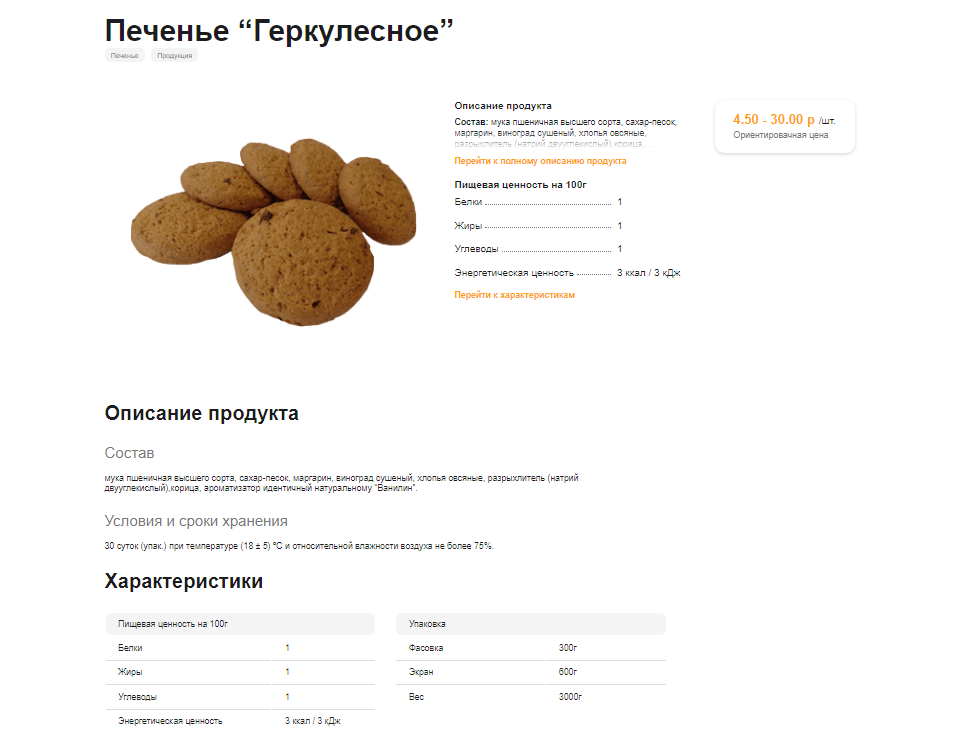 Печенье “Геркулесное”
Печенье Продукция
Описание продукта
Состав: мука пшеничная высшего сорта, сахар-песок,
маргарин, виноград сушеный, хлопья овсяные,
разрыхлитель (натрий двууглекислый),корица,...
Перейти к полному описанию продукта
4.50 - 30.00 р /шт.
Ориентировачная цена
Пищевая ценность на 100г
Белки 1
Жиры 1
Углеводы 1
Энергетическая ценность 3 ккал / 3 кДж
Перейти к характеристикам
Описание продукта
Состав
мука пшеничная высшего сорта, сахар-песок, маргарин, виноград сушеный, хлопья овсяные, разрыхлитель (натрий
двууглекислый),корица, ароматизатор идентичный натуральному "Ванилин".
Условия и сроки хранения
30 суток (упак.) при температуре (18 ± 5) °С и относительной влажности воздуха не более 75%.
Характеристики
Пищевая ценность на 100г
Белки 1
Жиры 1
Углеводы 1
Энергетическая ценность 3 ккал / 3 кДж
Упаковка
Фасовка 300г
Экран 600г
Вес 3000г